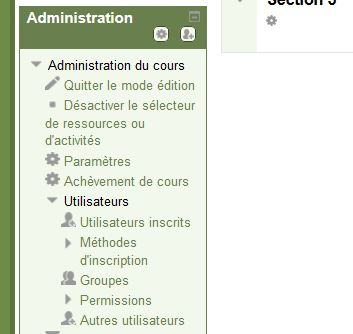 Section 5
Administration
Administration du cours
Quitter le mode édition
Désactiver le sélecteur
de ressources ou
d'activités
Paramètres
Achèvement de cours
Utilisateurs
Utilisateurs inscrits
Méthodes
d'inscription
Groupes
Permissions
Autres utilisateurs